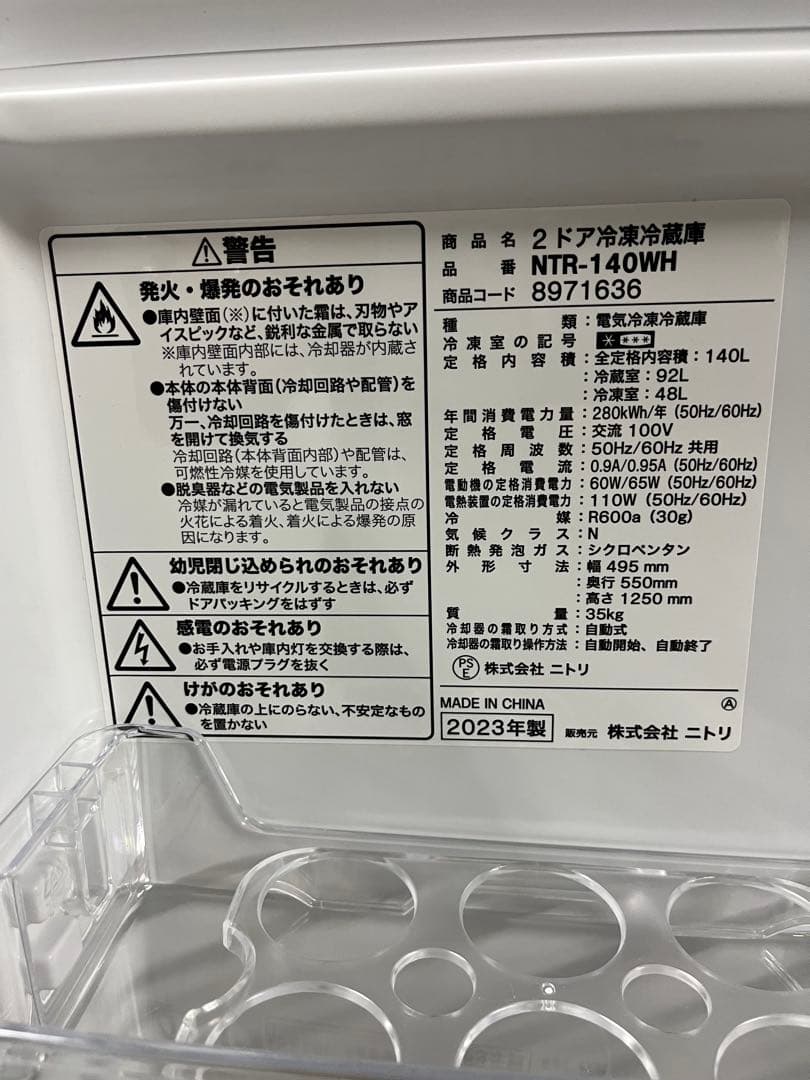 ⚠警告
発火・爆発のおそれあり
●庫内壁面(※)に付いた霜は、刃物やア
イスピックなど、鋭利な金属で取らない
※庫内壁面内部には、冷却器が内蔵さ
れています。
●本体の本体背面(冷却回路や配管)を
傷付けない
万一、冷却回路を傷付けたときは、窓
を開けて換気する
冷却回路(本体背面内部)や配管は、
可燃性冷媒を使用しています。
●脱臭器などの電気製品を入れない
冷媒が漏れていると電気製品の接点の
火花による着火、着火による爆発の原
因になります。
幼児閉じ込められのおそれあり
●冷蔵庫をリサイクルするときは、必ず
ドアパッキングをはずす
感電のおそれあり
●お手入れや庫内灯を交換する際は、
必ず電源プラグを抜く
けがのおそれあり
●冷蔵庫の上にのらない、不安定なもの
を置かない
商品名 2ドア冷凍冷蔵庫
品番 NTR-140WH
商品コード 8971636
種類:電気冷凍冷蔵庫
冷凍室の記号 * ***
定格内容積:全定格内容積:140L
:冷蔵室:92L
:冷凍室:48L
年間消費電力量:280kWh/年(50Hz/60Hz)
定格電圧:交流 100V
定格周波数:50Hz/60Hz 共用
定格電流:0.9A/0.95A(50Hz/60Hz)
電動機の定格消費電力:60W/65W(50Hz/60Hz)
電熱装置の定格消費電力:110W(50Hz/60Hz)
冷媒:R600a(30g)
気候クラス:N
断熱発泡ガス:シクロペンタン
外形寸法:幅 495 mm
:奥行 550mm
:高さ 1250 mm
質量:35kg
冷却器の霜取り方式:自動式
冷却器の霜取り操作方法:自動開始、自動終了
PSE 株式会社 ニトリ
MADE IN CHINA Ⓐ
2023年製 販売元 株式会社 ニトリ